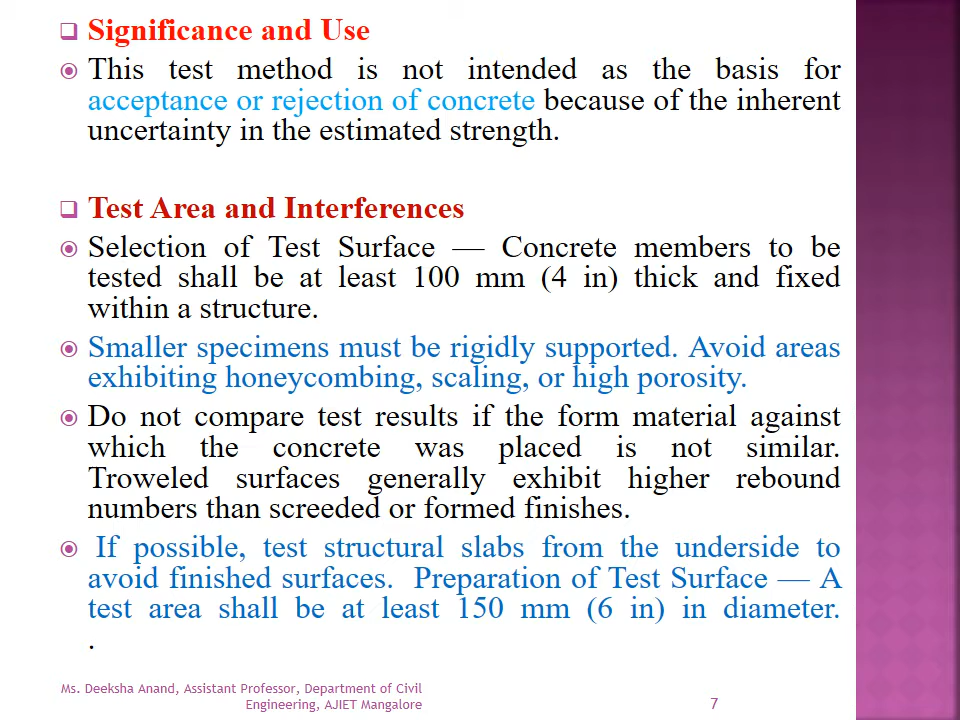 Significance and Use
This test method is not intended as the basis for
acceptance or rejection of concrete because of the inherent
uncertainty in the estimated strength.
Test Area and Interferences
Selection of Test Surface — Concrete members to be
tested shall be at least 100 mm (4 in) thick and fixed
within a structure.
Smaller specimens must be rigidly supported. Avoid areas
exhibiting honeycombing, scaling, or high porosity.
Do not compare test results if the form material against
which the concrete was placed is not similar.
Troweled surfaces generally exhibit higher rebound
numbers than screeded or formed finishes.
If possible, test structural slabs from the underside to
avoid finished surfaces. Preparation of Test Surface — A
test area shall be at least 150 mm (6 in) in diameter.
.
Ms. Deeksha Anand, Assistant Professor, Department of Civil
Engineering, AJIET Mangalore
7